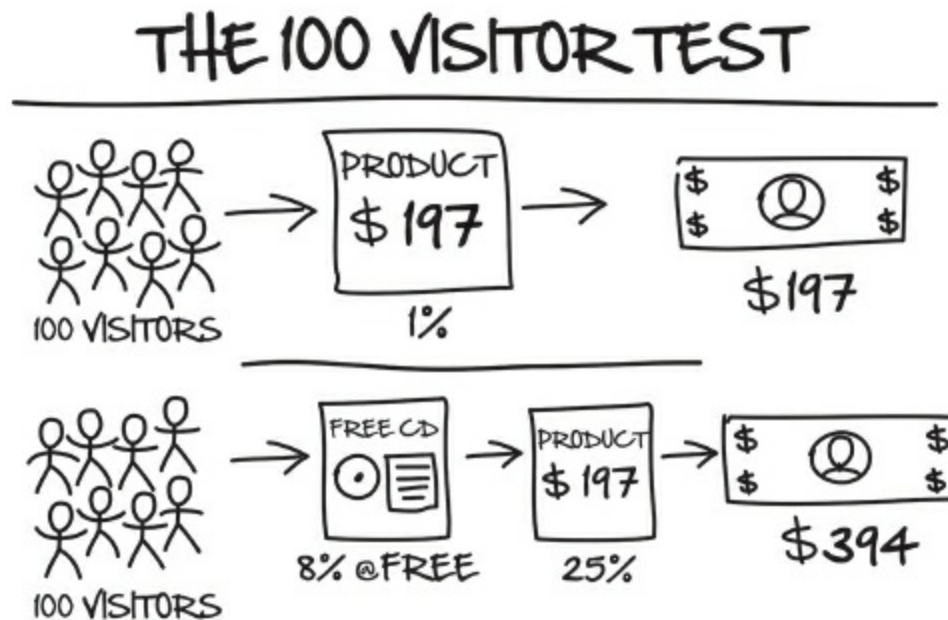 THE 100 VISITOR TEST
100 VISITORS
PRODUCT
$197
1%
$ $
$ $
$197
100 VISITORS
FREE CD
8% @FREE
PRODUCT
$197
25%
$ $
$ $
$394